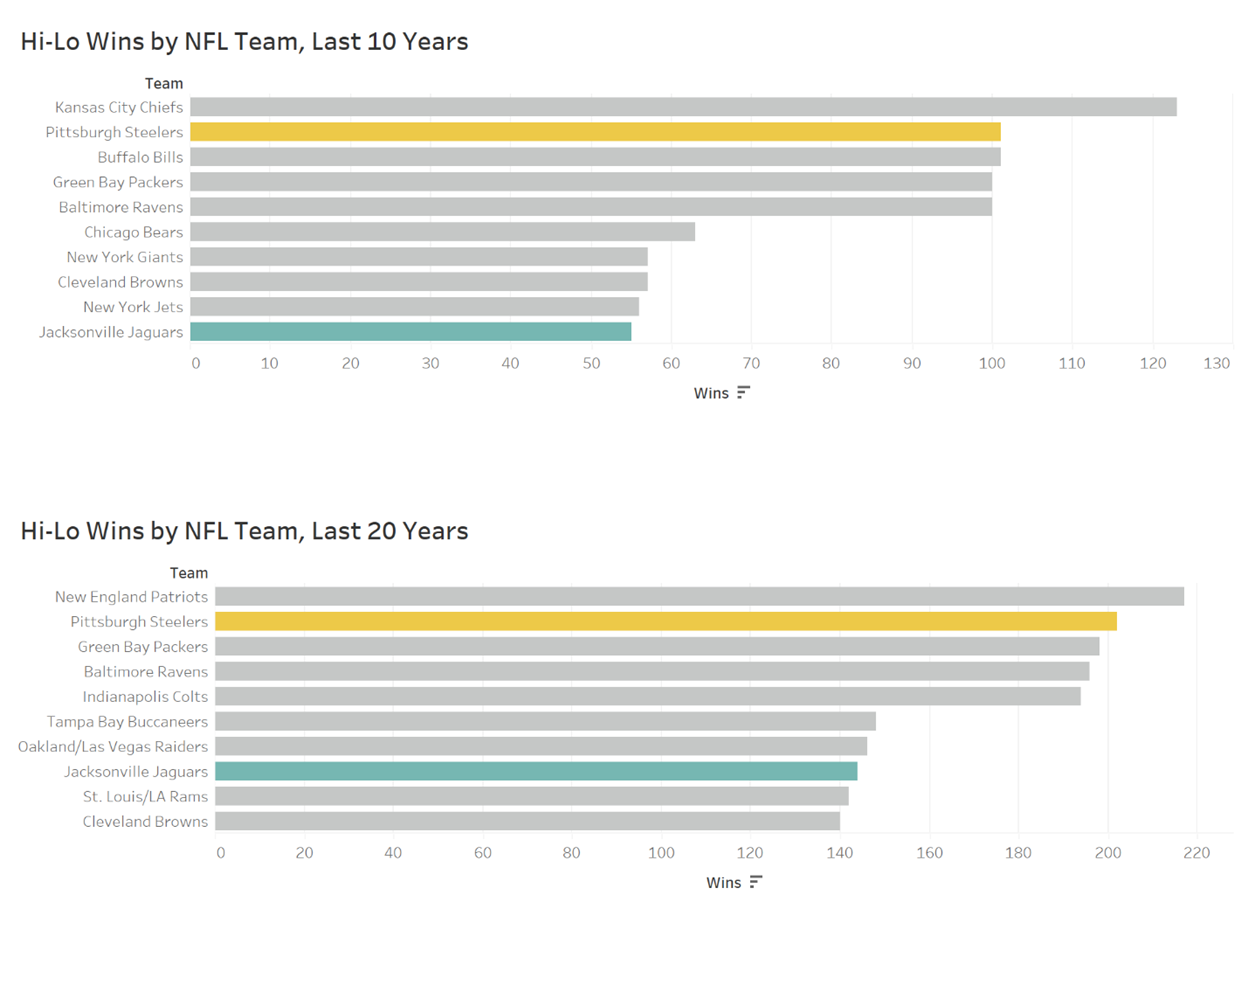 Hi-Lo Wins by NFL Team, Last 10 Years
Team
Kansas City Chiefs
Pittsburgh Steelers
Buffalo Bills
Green Bay Packers
Baltimore Ravens
Chicago Bears
New York Giants
Cleveland Browns
New York Jets
Jacksonville Jaguars
0 10 20 30 40 50 60 70 80 90 100 110 120 130
Wins
Hi-Lo Wins by NFL Team, Last 20 Years
Team
New England Patriots
Pittsburgh Steelers
Green Bay Packers
Baltimore Ravens
Indianapolis Colts
Tampa Bay Buccaneers
Oakland/Las Vegas Raiders
Jacksonville Jaguars
St. Louis/LA Rams
Cleveland Browns
0 20 40 60 80 100 120 140 160 180 200 220
Wins